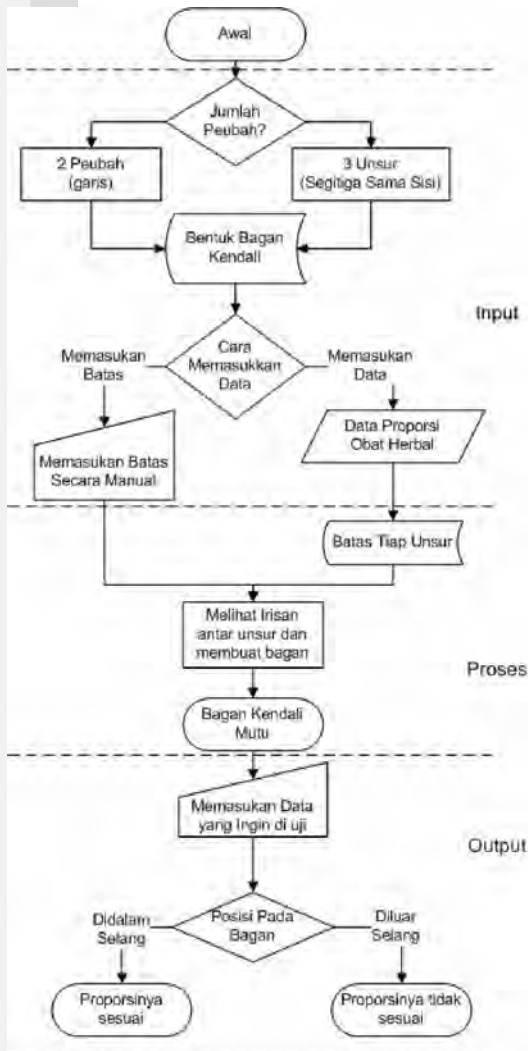 Awal
Jumlah
Peubah?
2 Peubah
(garis)
3 Unsur
(Segitiga Sama Sisi)
Bentuk Bagan
Kendali
Input
Cara
Memasukkan
Data
Memasukan
Batas
Memasukan
Data
Memasukan Batas
Secara Manual
Data Proporsi
Obat Herbal
Batas Tiap Unsur
Melihat Irisan
antar unsur dan
membuat bagan
Proses
Bagan Kendali
Mutu
Memasukan Data
yang Ingin di uji
Output
Posisi Pada
Bagan
Didalam
Selang
Diluar
Selang
Proporsinya
sesuai
Proporsinya tidak
sesuai